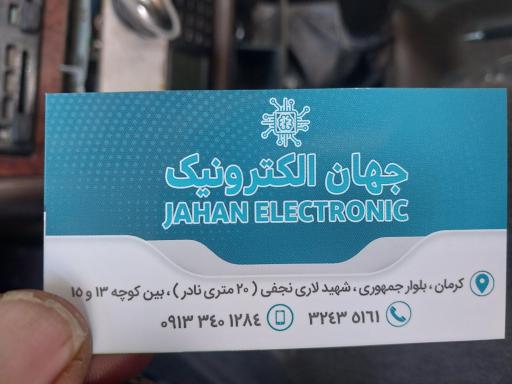 جهان الکترونیک
JAHAN ELECTRONIC
کرمان ، بلوار جمهوری ، شهید لاری نجفی ( ۲۰ متری نادر ) ، بین کوچه ۱۳ و ۱۵
۳۲۴۳ ۵۱۶۱
۰۹۱۳ ۳۴۰ ۱۲۸۴